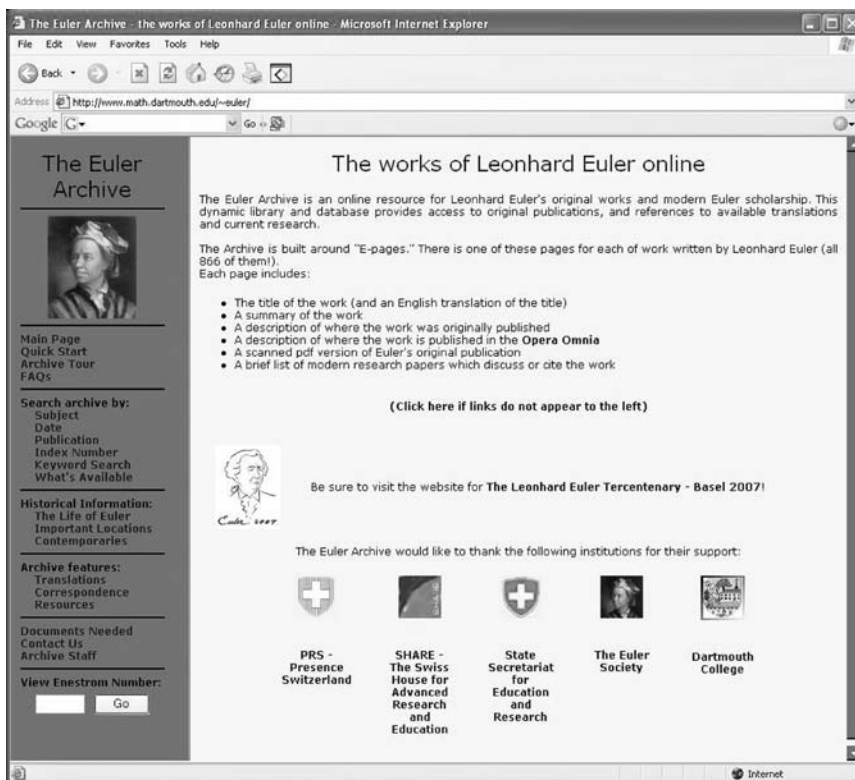 The Euler Archive - the works of Leonhard Euler online - Microsoft Internet Explorer
File Edit View Favorites Tools Help
Back
Address http://www.math.dartmouth.edu/~euler/
Google G Go
The Euler
Archive
Main Page
Quick Start
Archive Tour
FAQs
Search archive by:
Subject
Date
Publication
Index Number
Keyword Search
What's Available
Historical Information:
The Life of Euler
Important Locations
Contemporaries
Archive features:
Translations
Correspondence
Resources
Documents Needed
Contact Us
Archive Staff
View Enestrom Number:
Go
The works of Leonhard Euler online
The Euler Archive is an online resource for Leonhard Euler's original works and modern Euler scholarship. This
dynamic library and database provides access to original publications, and references to available translations
and current research.
The Archive is built around "E-pages." There is one of these pages for each of work written by Leonhard Euler (all
866 of them!).
Each page includes:
• The title of the work (and an English translation of the title)
• A summary of the work
• A description of where the work was originally published
• A description of where the work is published in the Opera Omnia
• A scanned pdf version of Euler's original publication
• A brief list of modern research papers which discuss or cite the work
(Click here if links do not appear to the left)
Euler 2007
Be sure to visit the website for The Leonhard Euler Tercentenary - Basel 2007!
The Euler Archive would like to thank the following institutions for their support:
SHARE
PRS -
Presence
Switzerland
SHARE -
The Swiss
House for
Advanced
Research
and
Education
State
Secretariat
for
Education
and
Research
The Euler
Society
Dartmouth
College
Internet